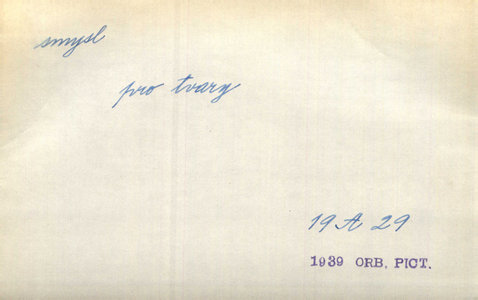 smysl
pro tvary
19 A 29
1939 ORB. PICT.